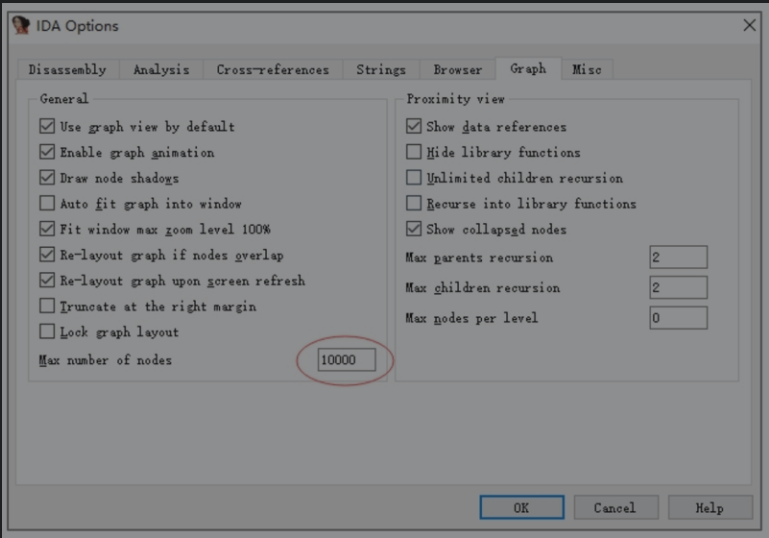 IDA Options
Disassembly Analysis Cross-references Strings Browser Graph Misc
General
Use graph view by default
Enable graph animation
Draw node shadows
Auto fit graph into window
Fit window max zoom level 100%
Re-layout graph if nodes overlap
Re-layout graph upon screen refresh
Truncate at the right margin
Lock graph layout
Max number of nodes 10000
Proximity view
Show data references
Hide library functions
Unlimited children recursion
Recurse into library functions
Show collapsed nodes
Max parents recursion 2
Max children recursion 2
Max nodes per level 0
OK Cancel Help